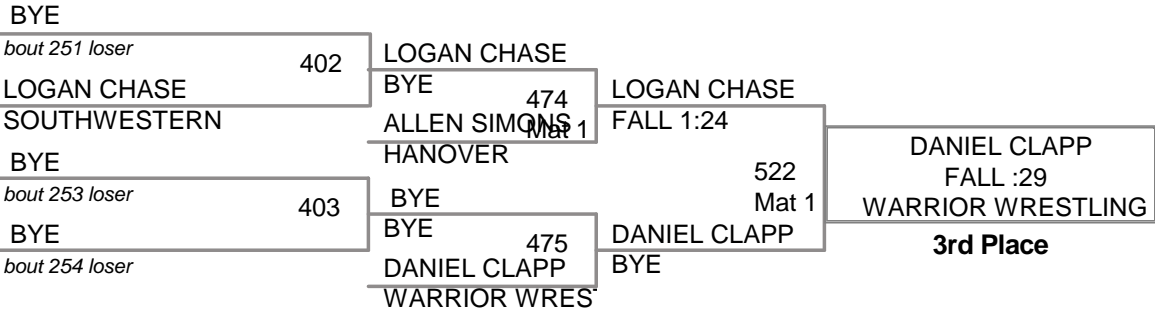 BYE
bout 251 loser
402
LOGAN CHASE
SOUTHWESTERN
BYE
bout 253 loser
403
BYE
bout 254 loser
LOGAN CHASE
BYE
474
Mat 1
ALLEN SIMONS
HANOVER
BYE
BYE
475
DANIEL CLAPP
WARRIOR WRES
LOGAN CHASE
FALL 1:24
522
Mat 1
DANIEL CLAPP
BYE
DANIEL CLAPP
FALL :29
WARRIOR WRESTLING
3rd Place